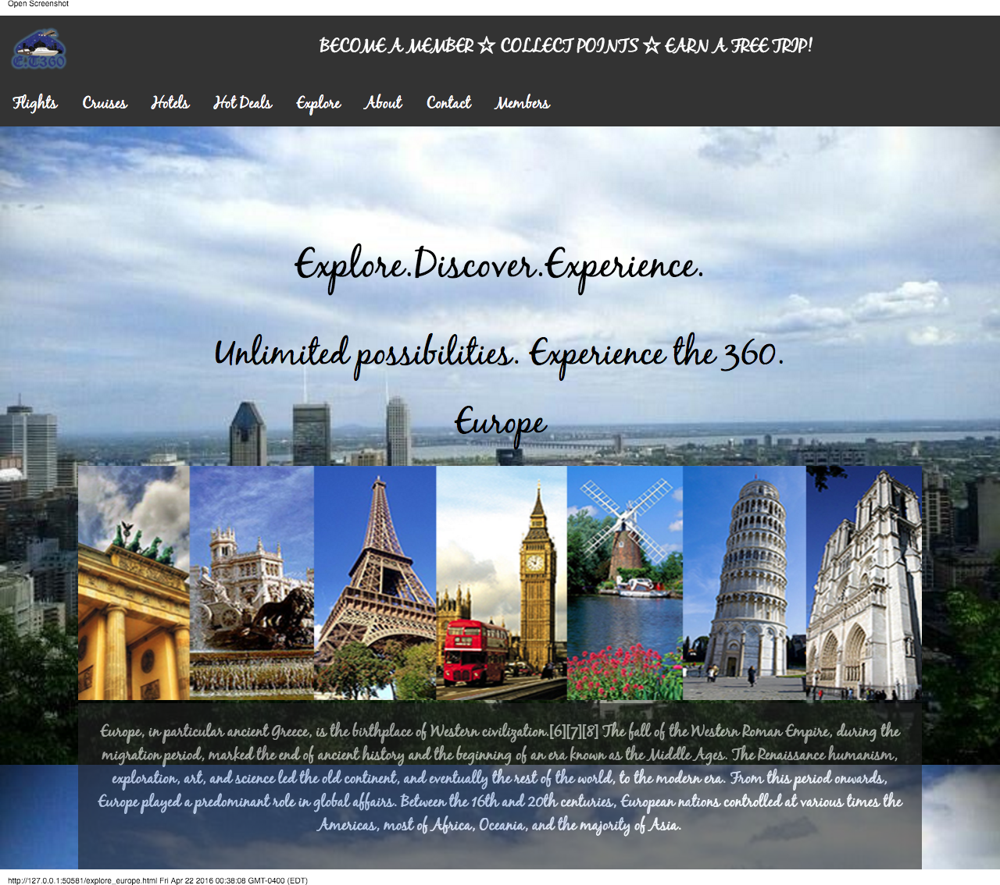 Open Screenshot
E.T360
BECOME A MEMBER ☆ COLLECT POINTS ☆ EARN A FREE TRIP!
Flights Cruises Hotels Hot Deals Explore About Contact Members
Explore.Discover.Experience.
Unlimited possibilities. Experience the 360.
Europe
Europe, in particular ancient Greece, is the birthplace of Western civilization.[6][7][8] The fall of the Western Roman Empire, during the
migration period, marked the end of ancient history and the beginning of an era known as the Middle Ages. The Renaissance humanism,
exploration, art, and science led the old continent, and eventually the rest of the world, to the modern era. From this period onwards,
Europe played a predominant role in global affairs. Between the 16th and 20th centuries, European nations controlled at various times the
Americas, most of Africa, Oceania, and the majority of Asia.
http://127.0.0.1:50581/explore_europe.html Fri Apr 22 2016 00:38:08 GMT-0400 (EDT)